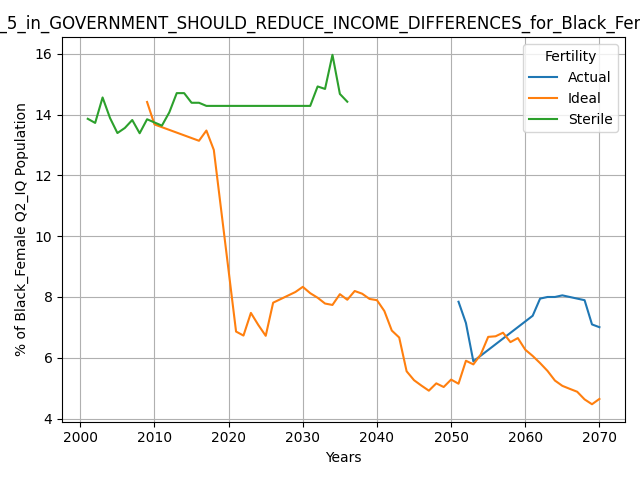 _5_in_GOVERNMENT_SHOULD_REDUCE_INCOME_DIFFERENCES_for_Black_Fem
Fertility
Actual
Ideal
Sterile
% of Black_Female Q2_IQ Population
16
14
12
10
8
6
4
2000 2010 2020 2030 2040 2050 2060 2070
Years